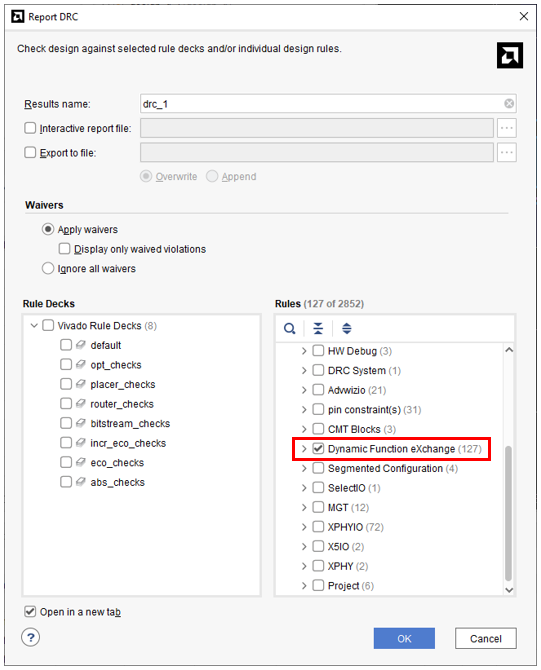 Report DRC
Check design against selected rule decks and/or individual design rules.
Results name: drc_1
Interactive report file:
Export to file:
Overwrite Append
Waivers
Apply waivers
Display only waived violations
Ignore all waivers
Rule Decks
Vivado Rule Decks (8)
default
opt_checks
placer_checks
router_checks
bitstream_checks
incr_eco_checks
eco_checks
abs_checks
Rules (127 of 2852)
HW Debug (3)
DRC System (1)
Advwizio (21)
pin constraint(s) (31)
CMT Blocks (3)
Dynamic Function eXchange (127)
Segmented Configuration (4)
SelectIO (1)
MGT (12)
XPHYIO (72)
X5IO (2)
XPHY (2)
Project (6)
Open in a new tab
? OK Cancel